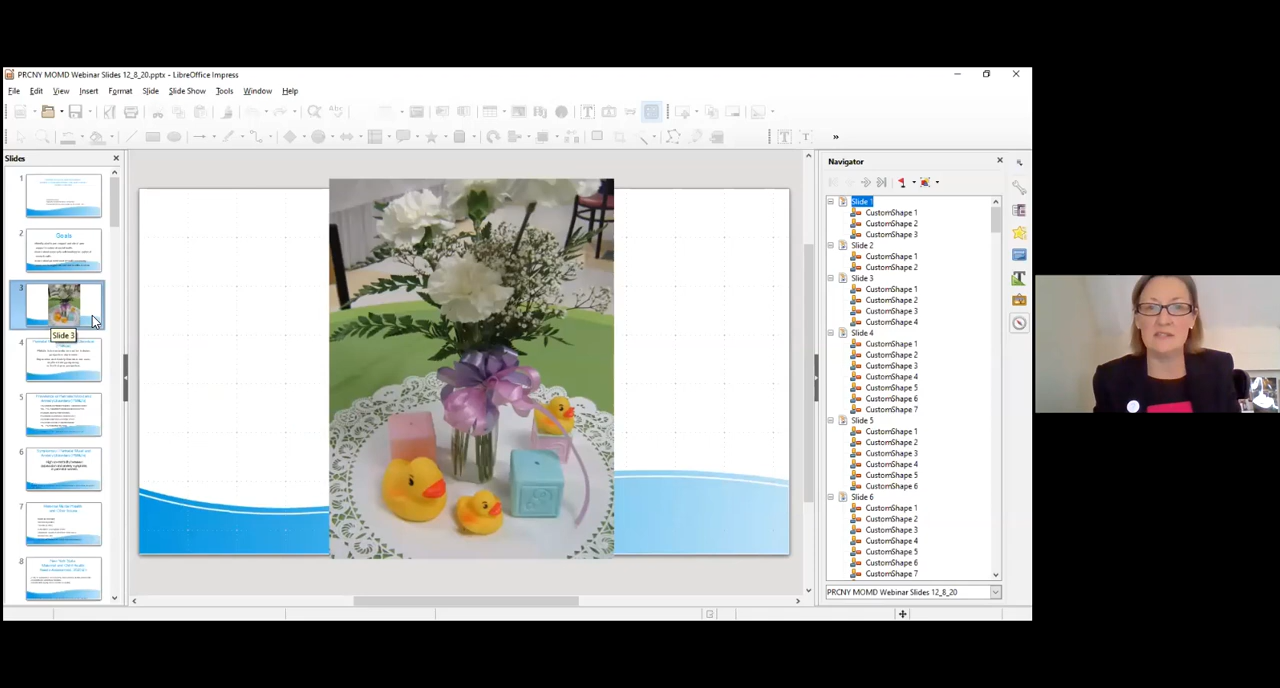 PRCNY MOMD Webinar Slides 12_8_20.pptx - LibreOffice Impress
File Edit View Insert Format Slide Slide Show Tools Window Help
Slides
1
2
Goals
3
Slide 3
4
5
6
7
8
Navigator
Slide 1
CustomShape 1
CustomShape 2
CustomShape 3
Slide 2
CustomShape 1
CustomShape 2
Slide 3
CustomShape 1
CustomShape 2
CustomShape 3
CustomShape 4
Slide 4
CustomShape 1
CustomShape 2
CustomShape 3
CustomShape 4
CustomShape 5
CustomShape 6
CustomShape 7
Slide 5
CustomShape 1
CustomShape 2
CustomShape 3
CustomShape 4
CustomShape 5
CustomShape 6
Slide 6
CustomShape 1
CustomShape 2
CustomShape 3
CustomShape 4
CustomShape 5
CustomShape 6
CustomShape 7
PRCNY MOMD Webinar Slides 12_8_20